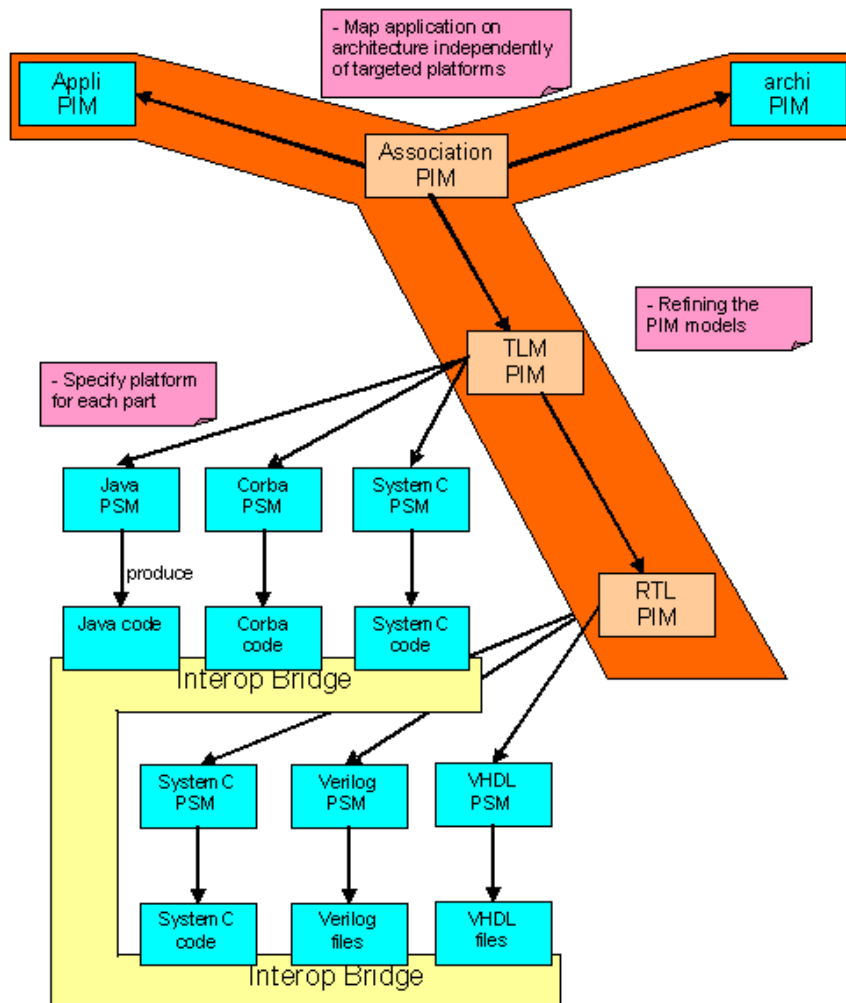 - Map application on
architecture independently
of targeted platforms
Appli
PIM
archi
PIM
Association
PIM
- Refining the
PIM models
TLM
PIM
- Specify platform
for each part
Java
PSM
Corba
PSM
System C
PSM
produce
RTL
PIM
Java code
Corba
code
System C
code
Interop Bridge
System C
PSM
Verilog
PSM
VHDL
PSM
System C
code
Verilog
files
VHDL
files
Interop Bridge